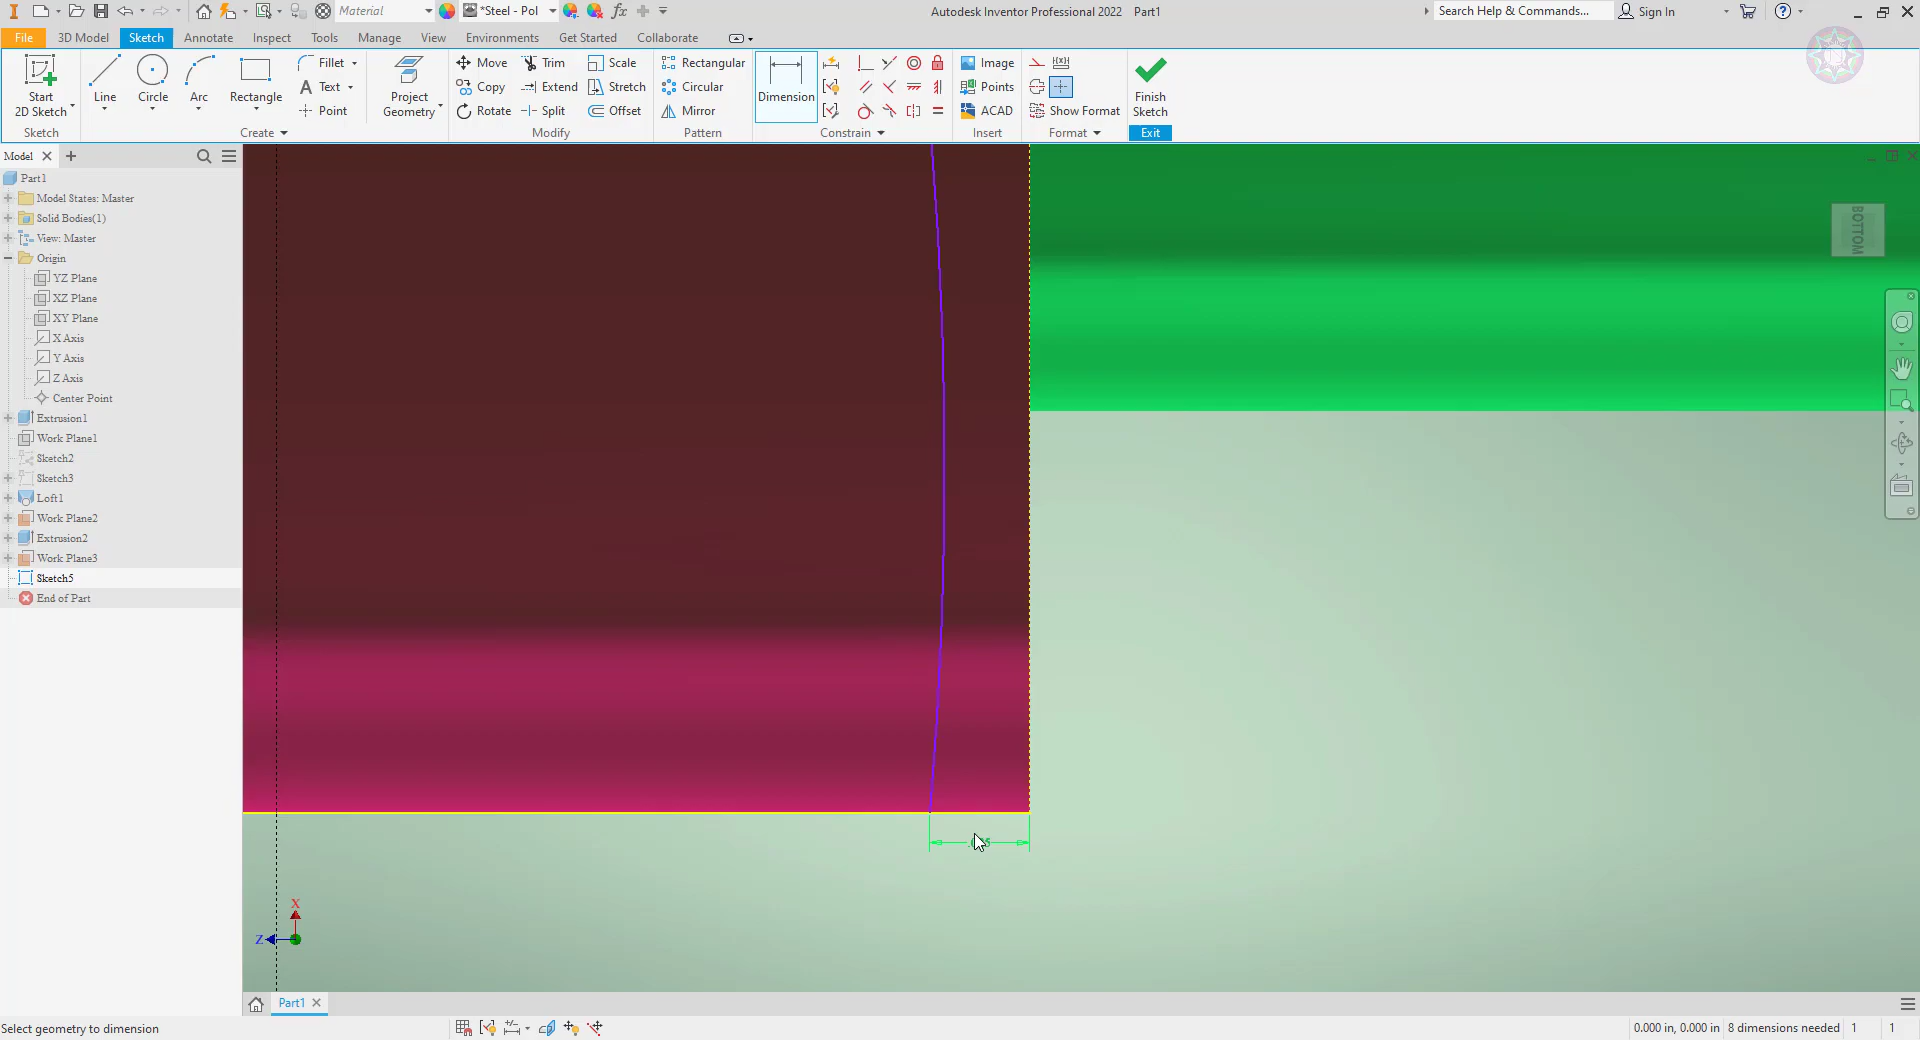 Material
*Steel - Pol
Autodesk Inventor Professional 2022 Part1
Search Help & Commands...
Sign In
File
3D Model
Sketch
Annotate
Inspect
Tools
Manage
View
Environments
Get Started
Collaborate
Start
2D Sketch
Line
Circle
Arc
Rectangle
Fillet
Text
Point
Project
Geometry
Move
Copy
Rotate
Trim
Extend
Split
Scale
Stretch
Offset
Rectangular
Circular
Mirror
Dimension
Image
Points
ACAD
Show Format
Finish
Sketch
Sketch
Create
Modify
Pattern
Constrain
Insert
Format
Exit
Model
Part1
Model States: Master
Solid Bodies(1)
View: Master
Origin
YZ Plane
XZ Plane
XY Plane
X Axis
Y Axis
Z Axis
Center Point
Extrusion1
Work Plane1
Sketch2
Sketch3
Loft1
Work Plane2
Extrusion2
Work Plane3
Sketch5
End of Part
BOTTOM
X
Z
Part1
Select geometry to dimension
0.000 in, 0.000 in
8 dimensions needed
1
1